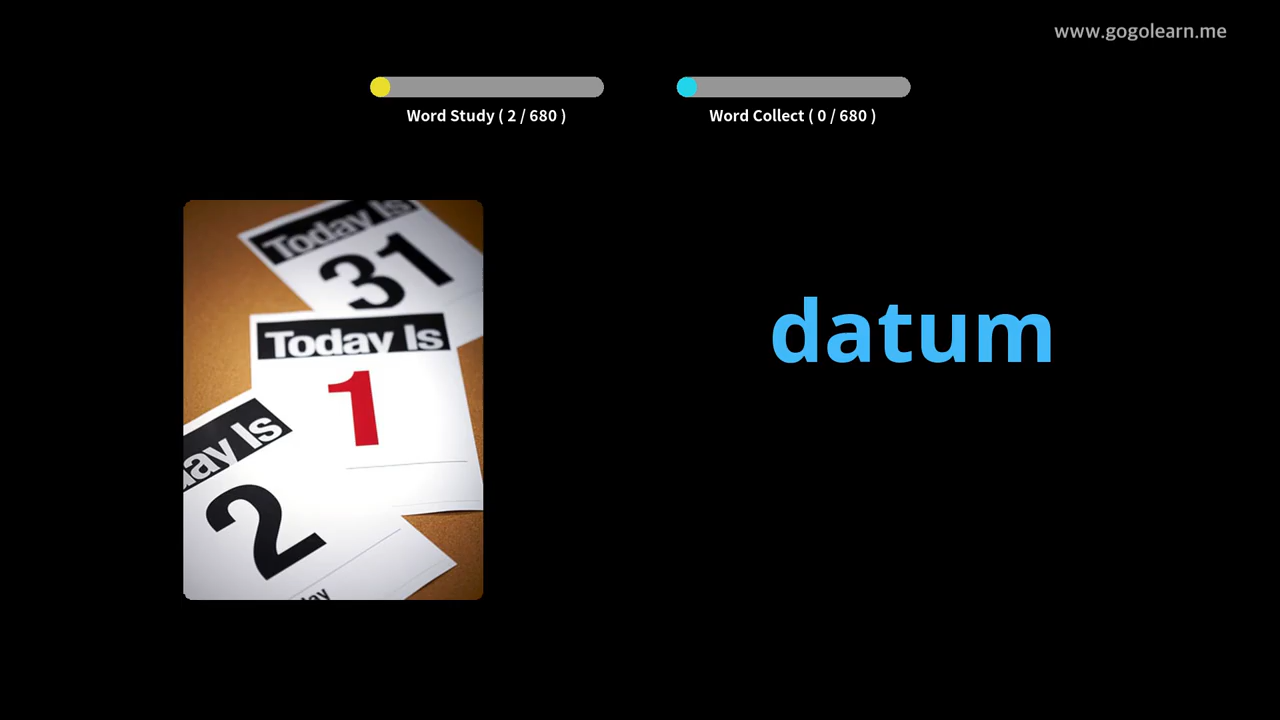 www.gogolearn.me
Word Study ( 2 / 680 )
Word Collect ( 0 / 680 )
Today Is
31
Today Is
1
ay Is
2
datum